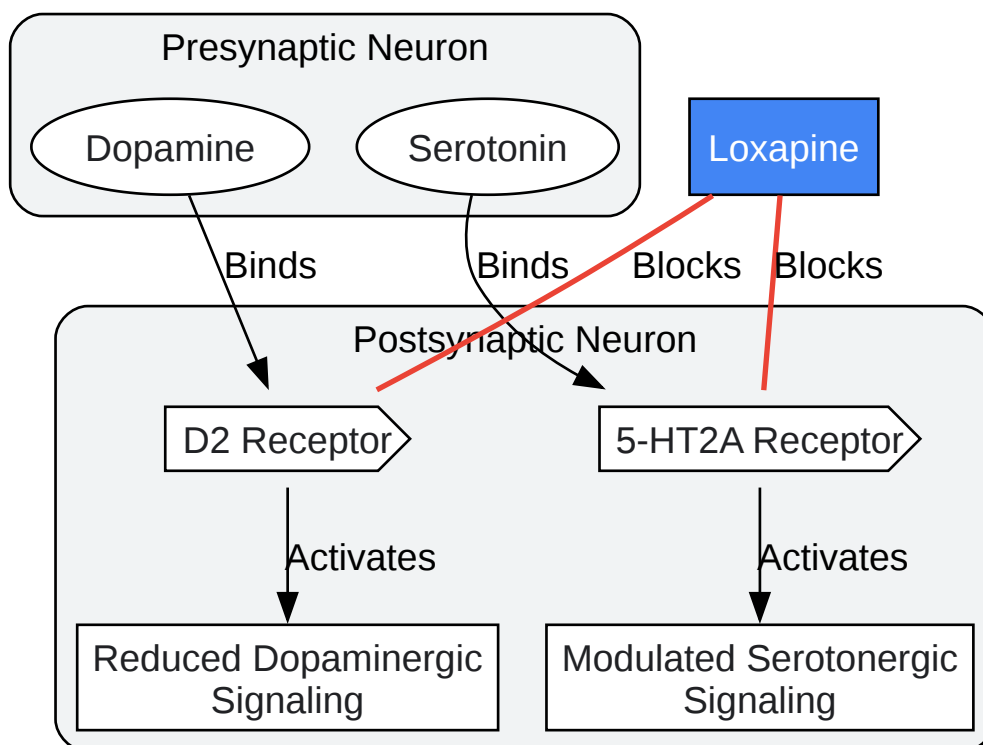 Presynaptic Neuron
Dopamine
Serotonin
Loxapine
Binds
Binds
Blocks
Blocks
Postsynaptic Neuron
D2 Receptor
5-HT2A Receptor
Activates
Activates
Reduced Dopaminergic
Signaling
Modulated Serotonergic
Signaling